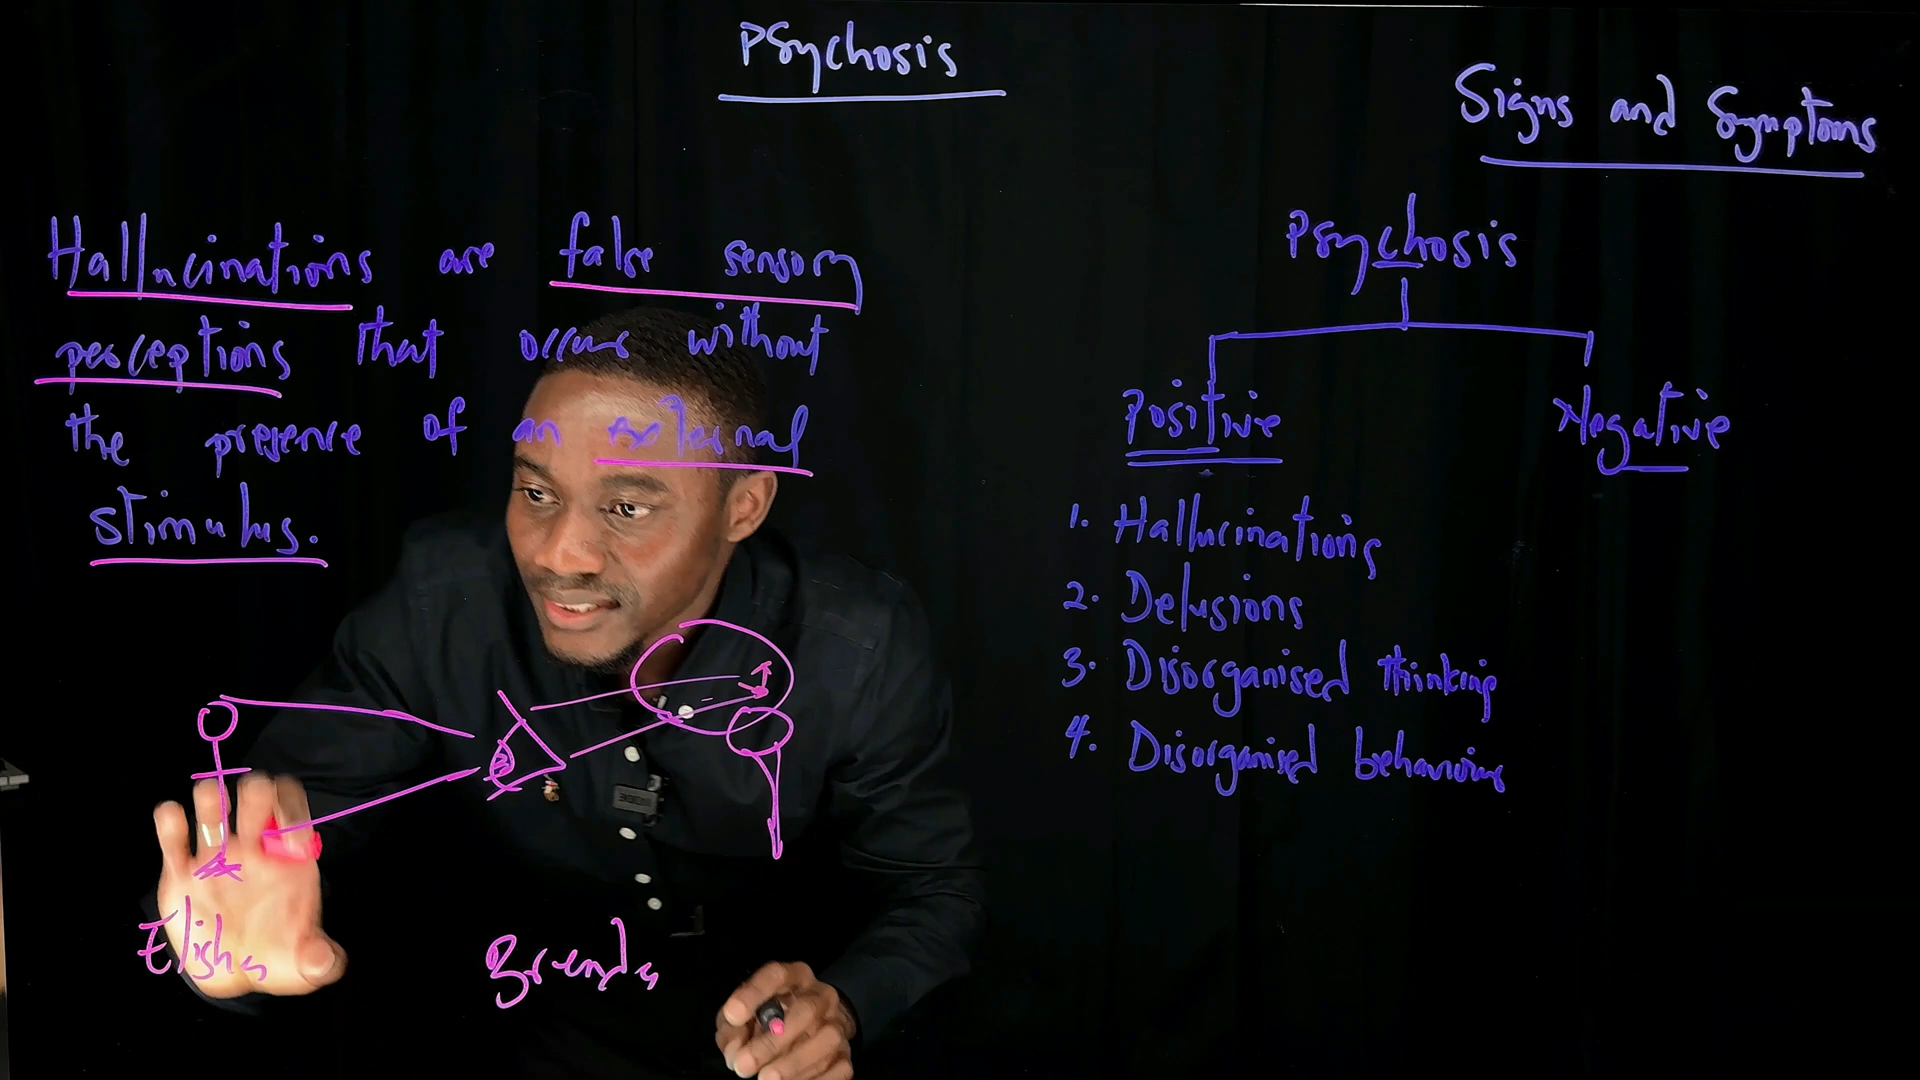 Psychosis
Hallucinations are false sensory
perceptions that occurs without
the presence of an external
stimulus.
Elisha
Brenda
Signs and Symptoms
Psychosis
Positive
Negative
1. Hallucinations
2. Delusions
3. Disorganised thinking
4. Disorganised behaviour